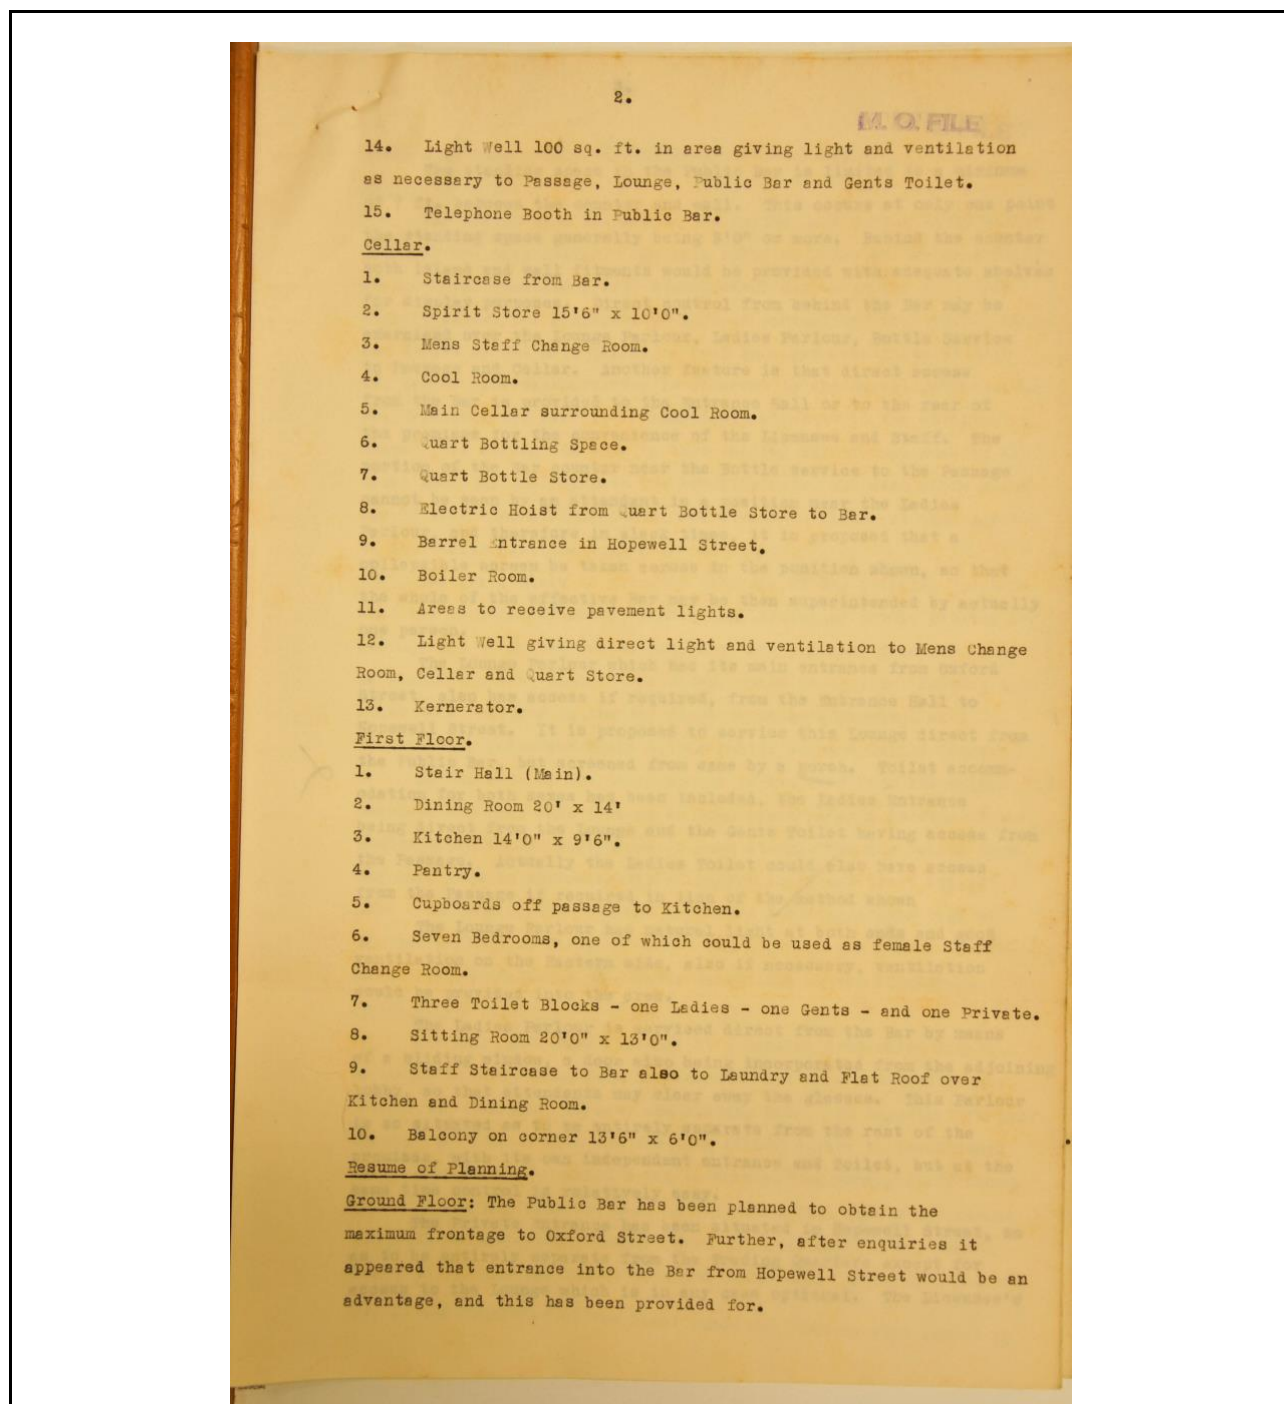 2.
M. O. FILE
14. Light Well 100 sq. ft. in area giving light and ventilation
as necessary to Passage, Lounge, Public Bar and Gents Toilet.
15. Telephone Booth in Public Bar.
Cellar.
1. Staircase from Bar.
2. Spirit Store 15'6" x 10'0".
3. Mens Staff Change Room.
4. Cool Room.
5. Main Cellar surrounding Cool Room.
6. Quart Bottling Space.
7. Quart Bottle Store.
8. Electric Hoist from Quart Bottle Store to Bar.
9. Barrel Entrance in Hopewell Street.
10. Boiler Room.
11. Areas to receive pavement lights.
12. Light Well giving direct light and ventilation to Mens Change
Room, Cellar and Quart Store.
13. Kernerator.
First Floor.
1. Stair Hall (Main).
2. Dining Room 20' x 14'
3. Kitchen 14'0" x 9'6".
4. Pantry.
5. Cupboards off passage to Kitchen.
6. Seven Bedrooms, one of which could be used as female Staff
Change Room.
7. Three Toilet Blocks - one Ladies - one Gents - and one Private.
8. Sitting Room 20'0" x 13'0".
9. Staff Staircase to Bar also to Laundry and Flat Roof over
Kitchen and Dining Room.
10. Balcony on corner 13'6" x 6'0".
Resume of Planning.
Ground Floor: The Public Bar has been planned to obtain the
maximum frontage to Oxford Street. Further, after enquiries it
appeared that entrance into the Bar from Hopewell Street would be an
advantage, and this has been provided for.